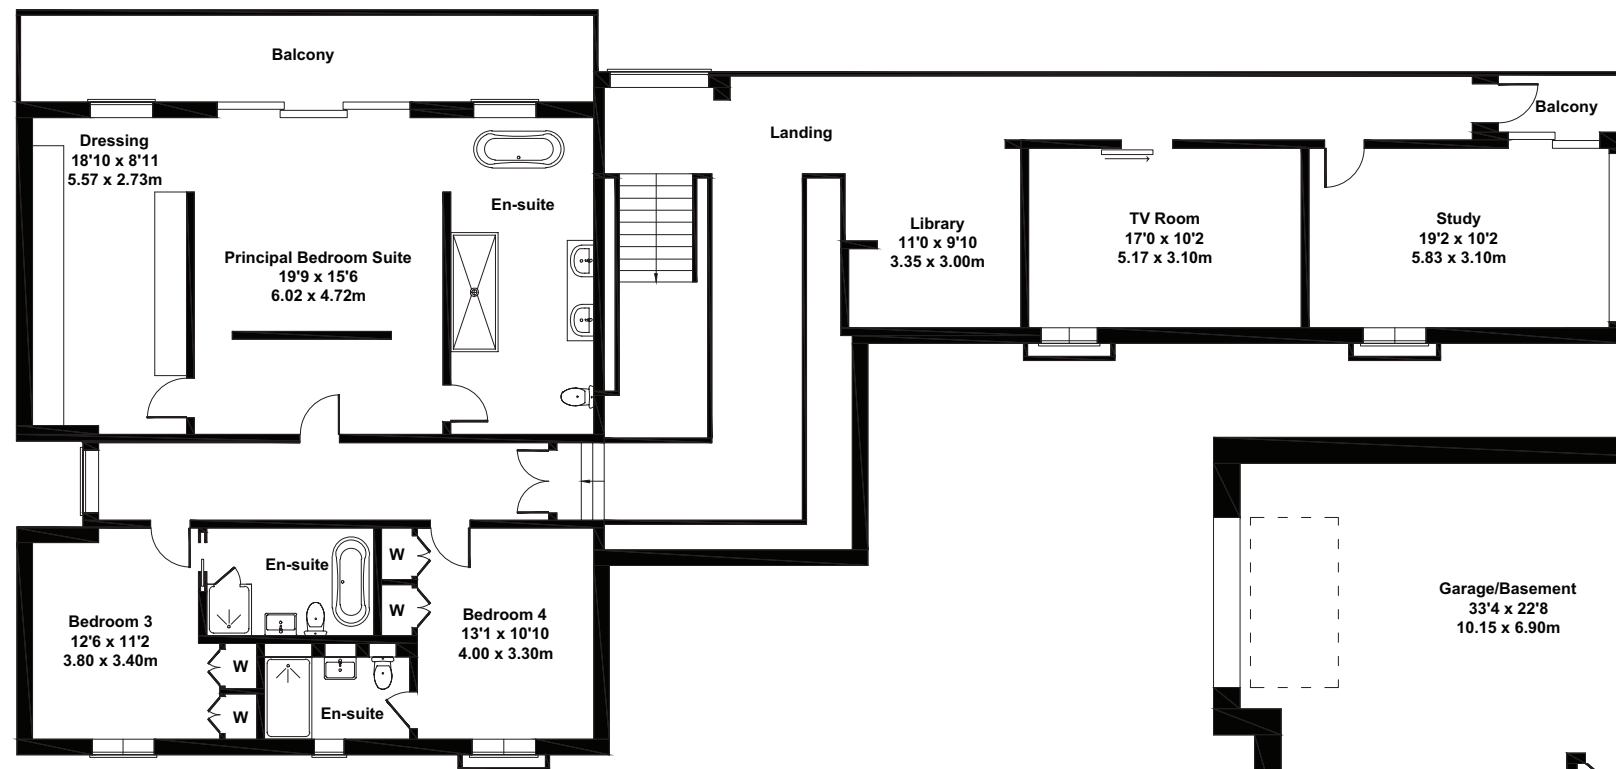 Balcony
Dressing
18'10 x 8'11
5.57 x 2.73m
En-suite
Principal Bedroom Suite
19'9 x 15'6
6.02 x 4.72m
Landing
Balcony
Library
11'0 x 9'10
3.35 x 3.00m
TV Room
17'0 x 10'2
5.17 x 3.10m
Study
19'2 x 10'2
5.83 x 3.10m
En-suite
W
W
Bedroom 3
12'6 x 11'2
3.80 x 3.40m
Bedroom 4
13'1 x 10'10
4.00 x 3.30m
W
W
En-suite
Garage/Basement
33'4 x 22'8
10.15 x 6.90m